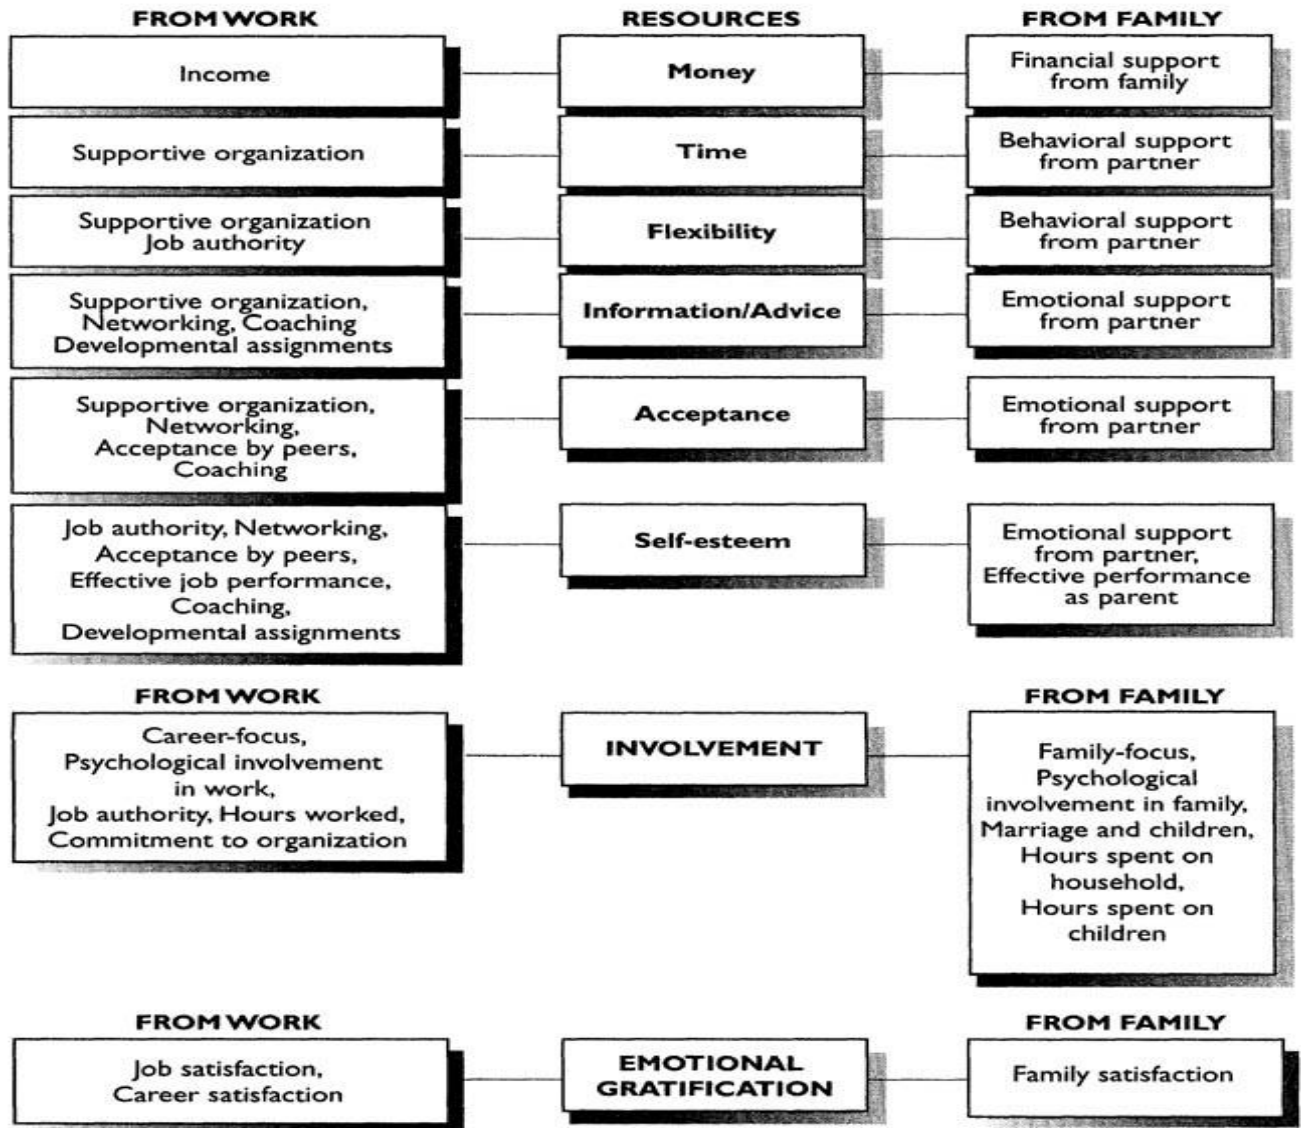 FROM WORK
RESOURCES
FROM FAMILY
Income
Money
Financial support
from family
Supportive organization
Time
Behavioral support
from partner
Supportive organization
Job authority
Flexibility
Behavioral support
from partner
Supportive organization,
Networking, Coaching
Developmental assignments
Information/Advice
Emotional support
from partner
Supportive organization,
Networking,
Acceptance by peers,
Coaching
Acceptance
Emotional support
from partner
Job authority, Networking,
Acceptance by peers,
Effective job performance,
Coaching,
Developmental assignments
Self-esteem
Emotional support
from partner,
Effective performance
as parent
FROM WORK
FROM FAMILY
Career-focus,
Psychological involvement
in work,
Job authority, Hours worked,
Commitment to organization
INVOLVEMENT
Family-focus,
Psychological
involvement in family,
Marriage and children,
Hours spent on
household,
Hours spent on
children
FROM WORK
FROM FAMILY
Job satisfaction,
Career satisfaction
EMOTIONAL
GRATIFICATION
Family satisfaction